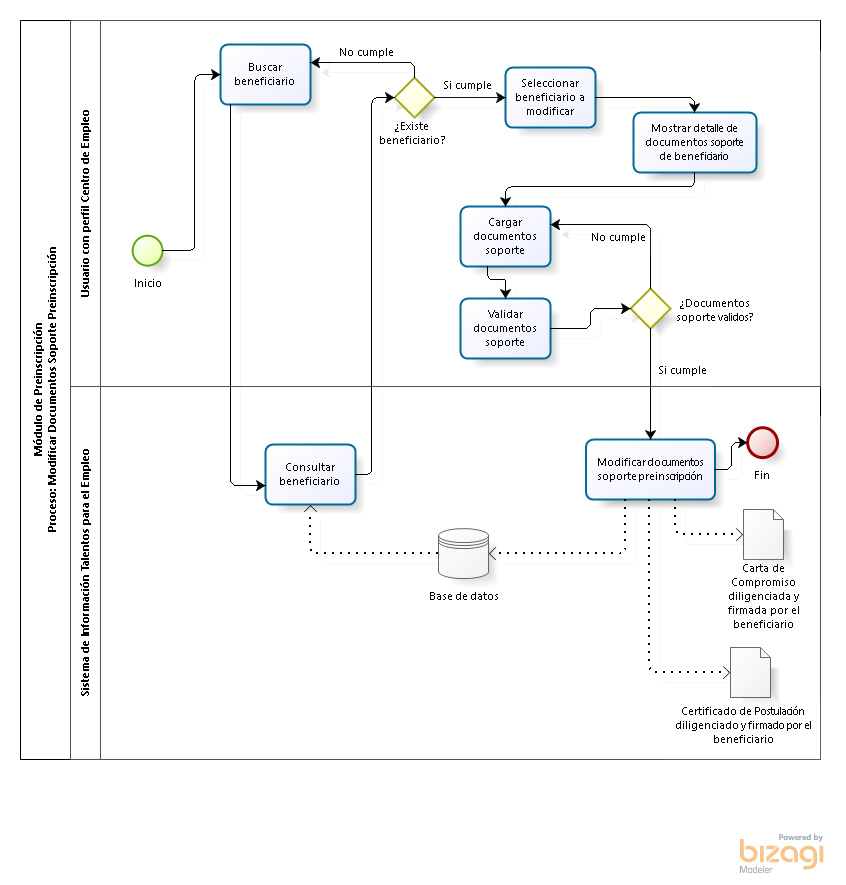 Módulo de Preinscripción
Proceso: Modificar Documentos Soporte Preinscripción
Usuario con perfil Centro de Empleo
Inicio
Buscar
beneficiario
No cumple
¿Existe
beneficiario?
Si cumple
Seleccionar
beneficiario a
modificar
Mostrar detalle de
documentos soporte
de beneficiario
Cargar
documentos
soporte
No cumple
Validar
documentos
soporte
¿Documentos
soporte validos?
Si cumple
Sistema de Información Talentos para el Empleo
Consultar
beneficiario
Modificar documentos
soporte preinscripción
Fin
Base de datos
Carta de
Compromiso
diligenciada y
firmada por el
beneficiario
Certificado de Postulación
diligenciado y firmado por el
beneficiario
Powered by
bizagi
Modeler